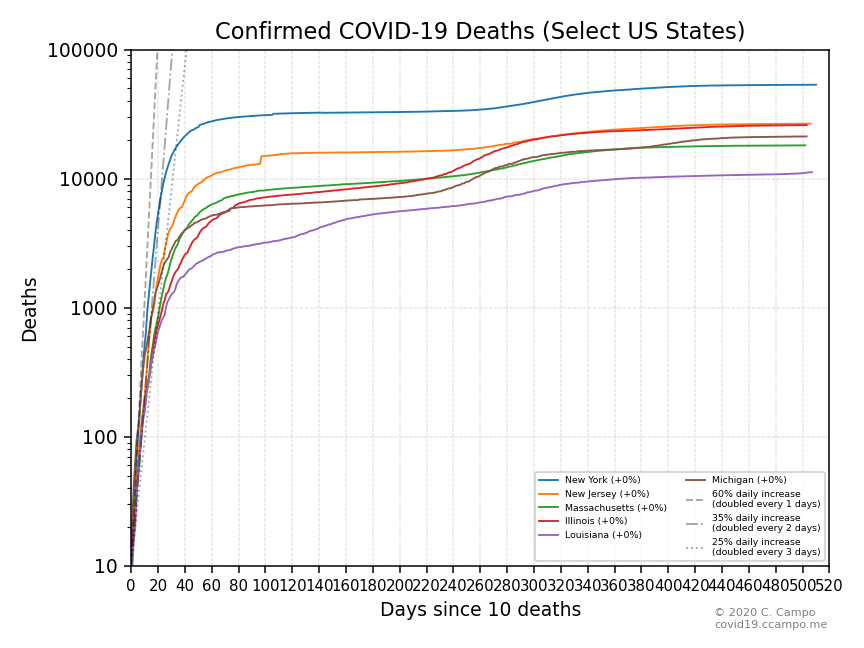 Confirmed COVID-19 Deaths (Select US States)
100000
10000
1000
100
10
Deaths
0 20 40 60 80 100 120 140 160 180 200 220 240 260 280 300 320 340 360 380 400 420 440 460 480 500 520
Days since 10 deaths
New York (+0%)
New Jersey (+0%)
Massachusetts (+0%)
Illinois (+0%)
Louisiana (+0%)
Michigan (+0%)
60% daily increase
(doubled every 1 days)
35% daily increase
(doubled every 2 days)
25% daily increase
(doubled every 3 days)
© 2020 C. Campo
covid19.ccampo.me